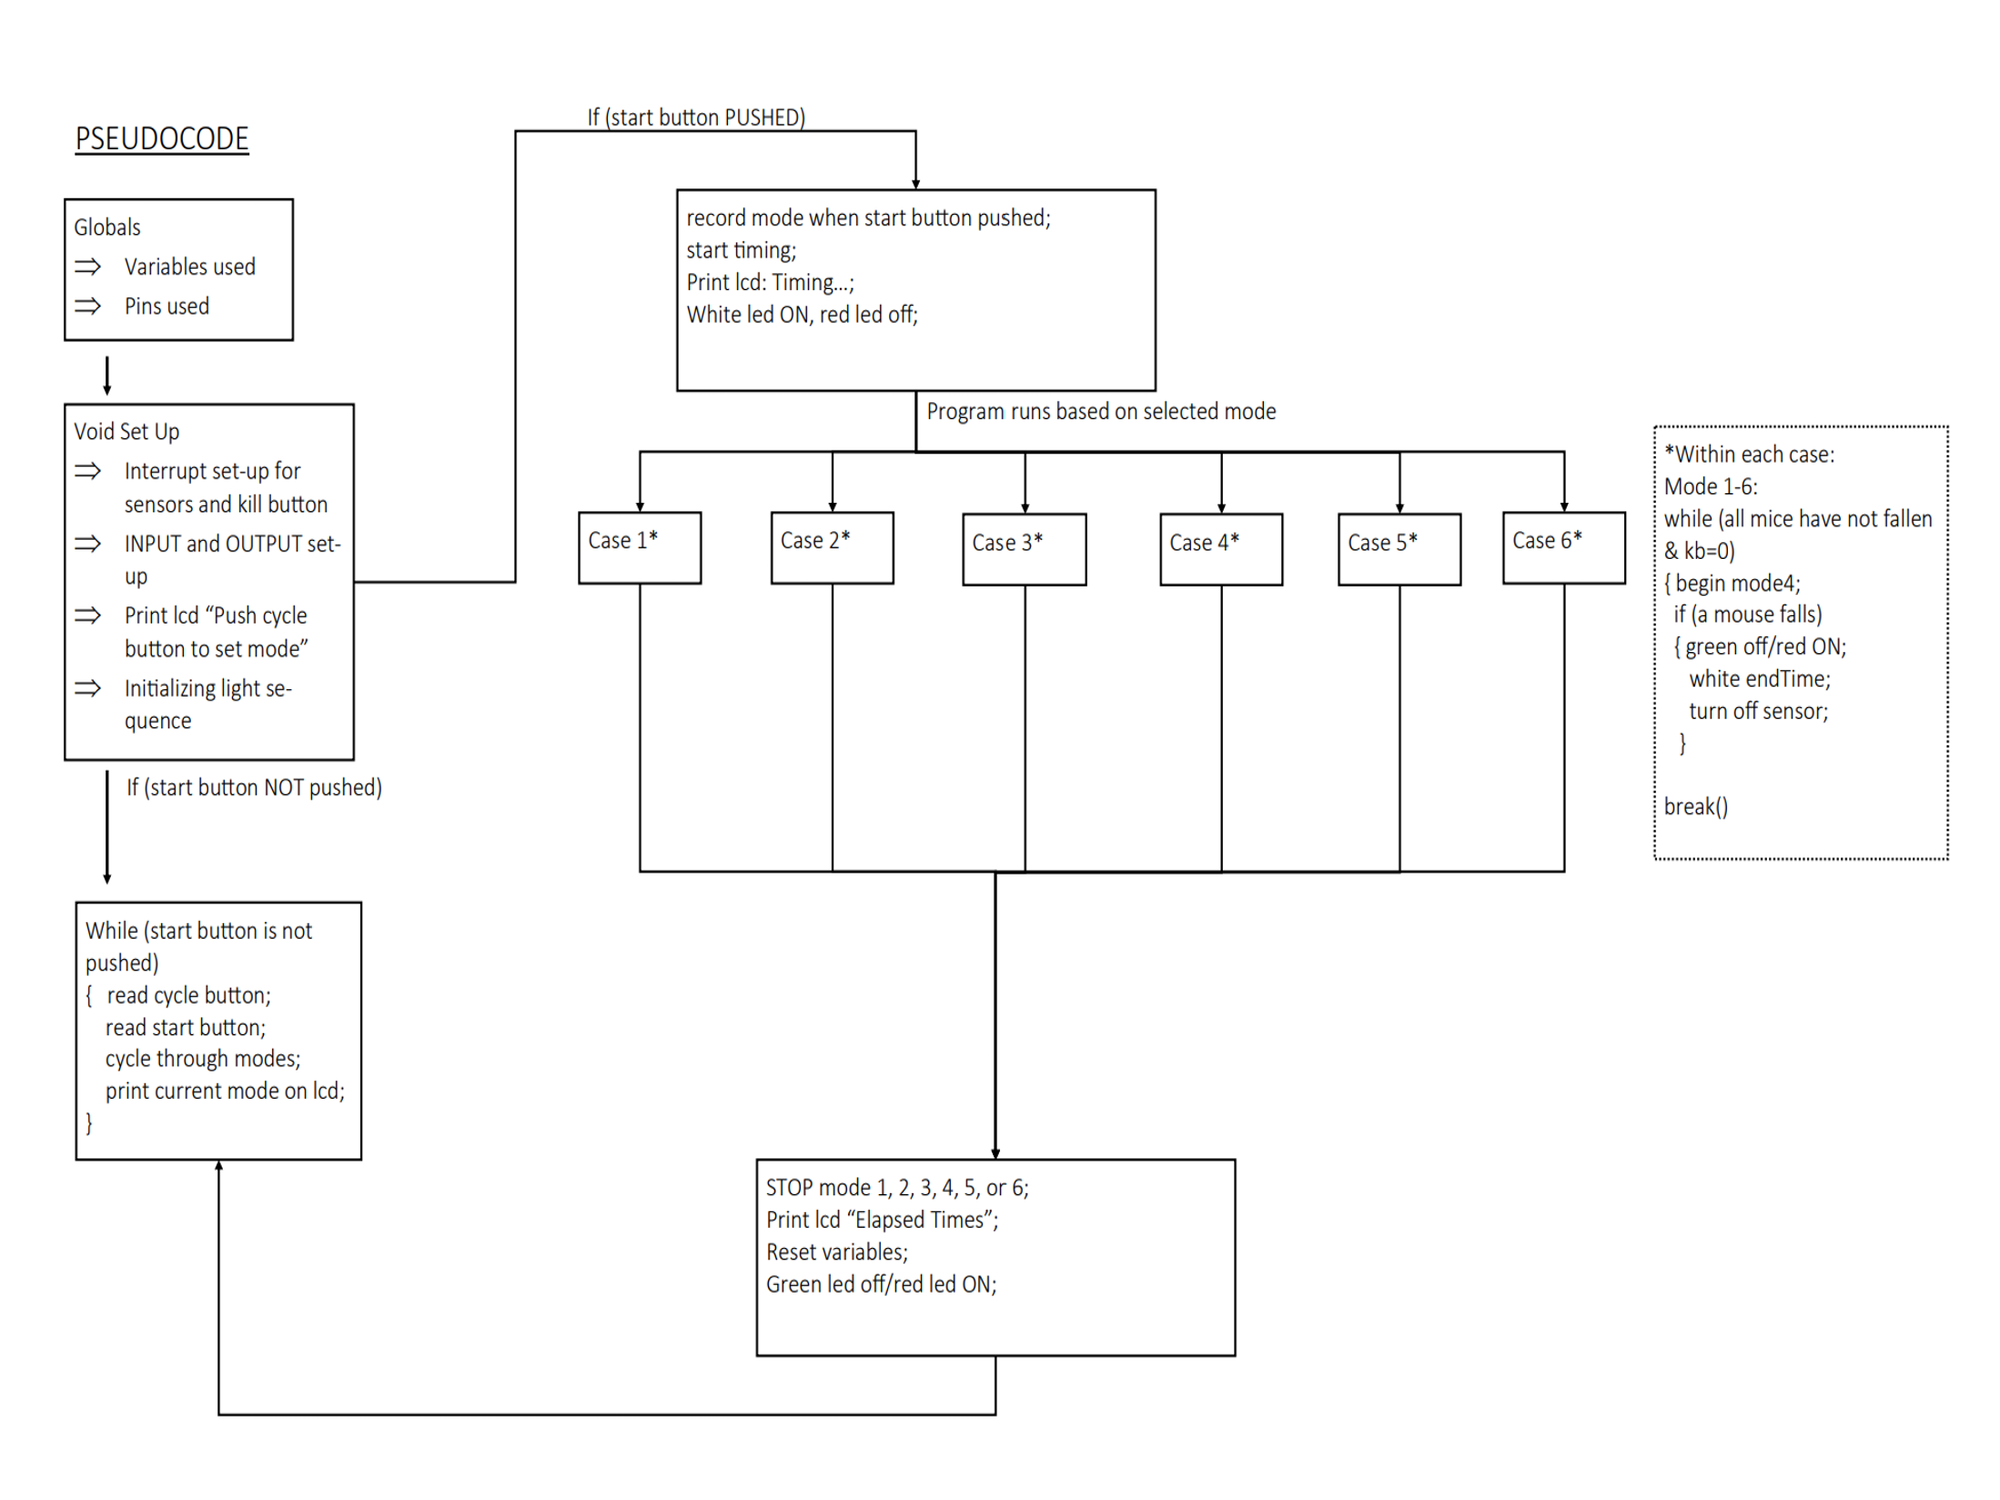 PSEUDOCODE
Globals
⇒ Variables used
⇒ Pins used
Void Set Up
⇒ Interrupt set-up for
sensors and kill button
⇒ INPUT and OUTPUT set-
up
⇒ Print lcd “Push cycle
button to set mode”
⇒ Initializing light se-
quence
If (start button NOT pushed)
While (start button is not
pushed)
{ read cycle button;
read start button;
cycle through modes;
print current mode on lcd;
}
If (start button PUSHED)
record mode when start button pushed;
start timing;
Print lcd: Timing...;
White led ON, red led off;
Program runs based on selected mode
Case 1*
Case 2*
Case 3*
Case 4*
Case 5*
Case 6*
*Within each case:
Mode 1-6:
while (all mice have not fallen
& kb=0)
{ begin mode4;
if (a mouse falls)
{ green off/red ON;
white endTime;
turn off sensor;
}
break()
STOP mode 1, 2, 3, 4, 5, or 6;
Print lcd “Elapsed Times”;
Reset variables;
Green led off/red led ON;